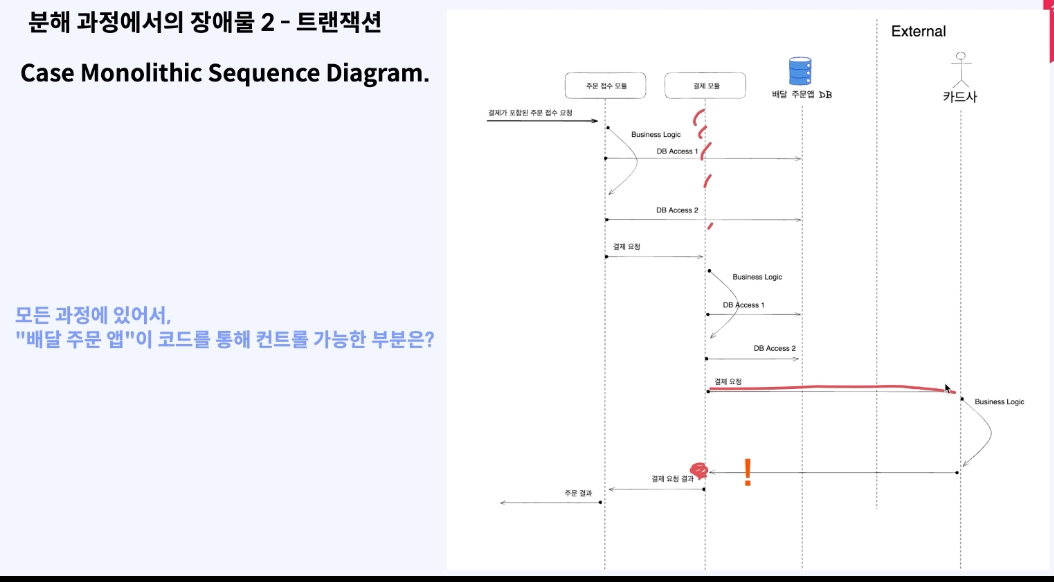 분해 과정에서의 장애물 2 - 트랜잭션
Case Monolithic Sequence Diagram.
모든 과정에 있어서,
"배달 주문 앱"이 코드를 통해 컨트롤 가능한 부분은?
External
주문 접수 모듈
결제 모듈
배달 주문앱 DB
카드사
결제가 포함된 주문 접수 요청
Business Logic
DB Access 1
DB Access 2
결제 요청
Business Logic
DB Access 1
DB Access 2
결제 요청
Business Logic
!
결제 요청 결과
주문 결과